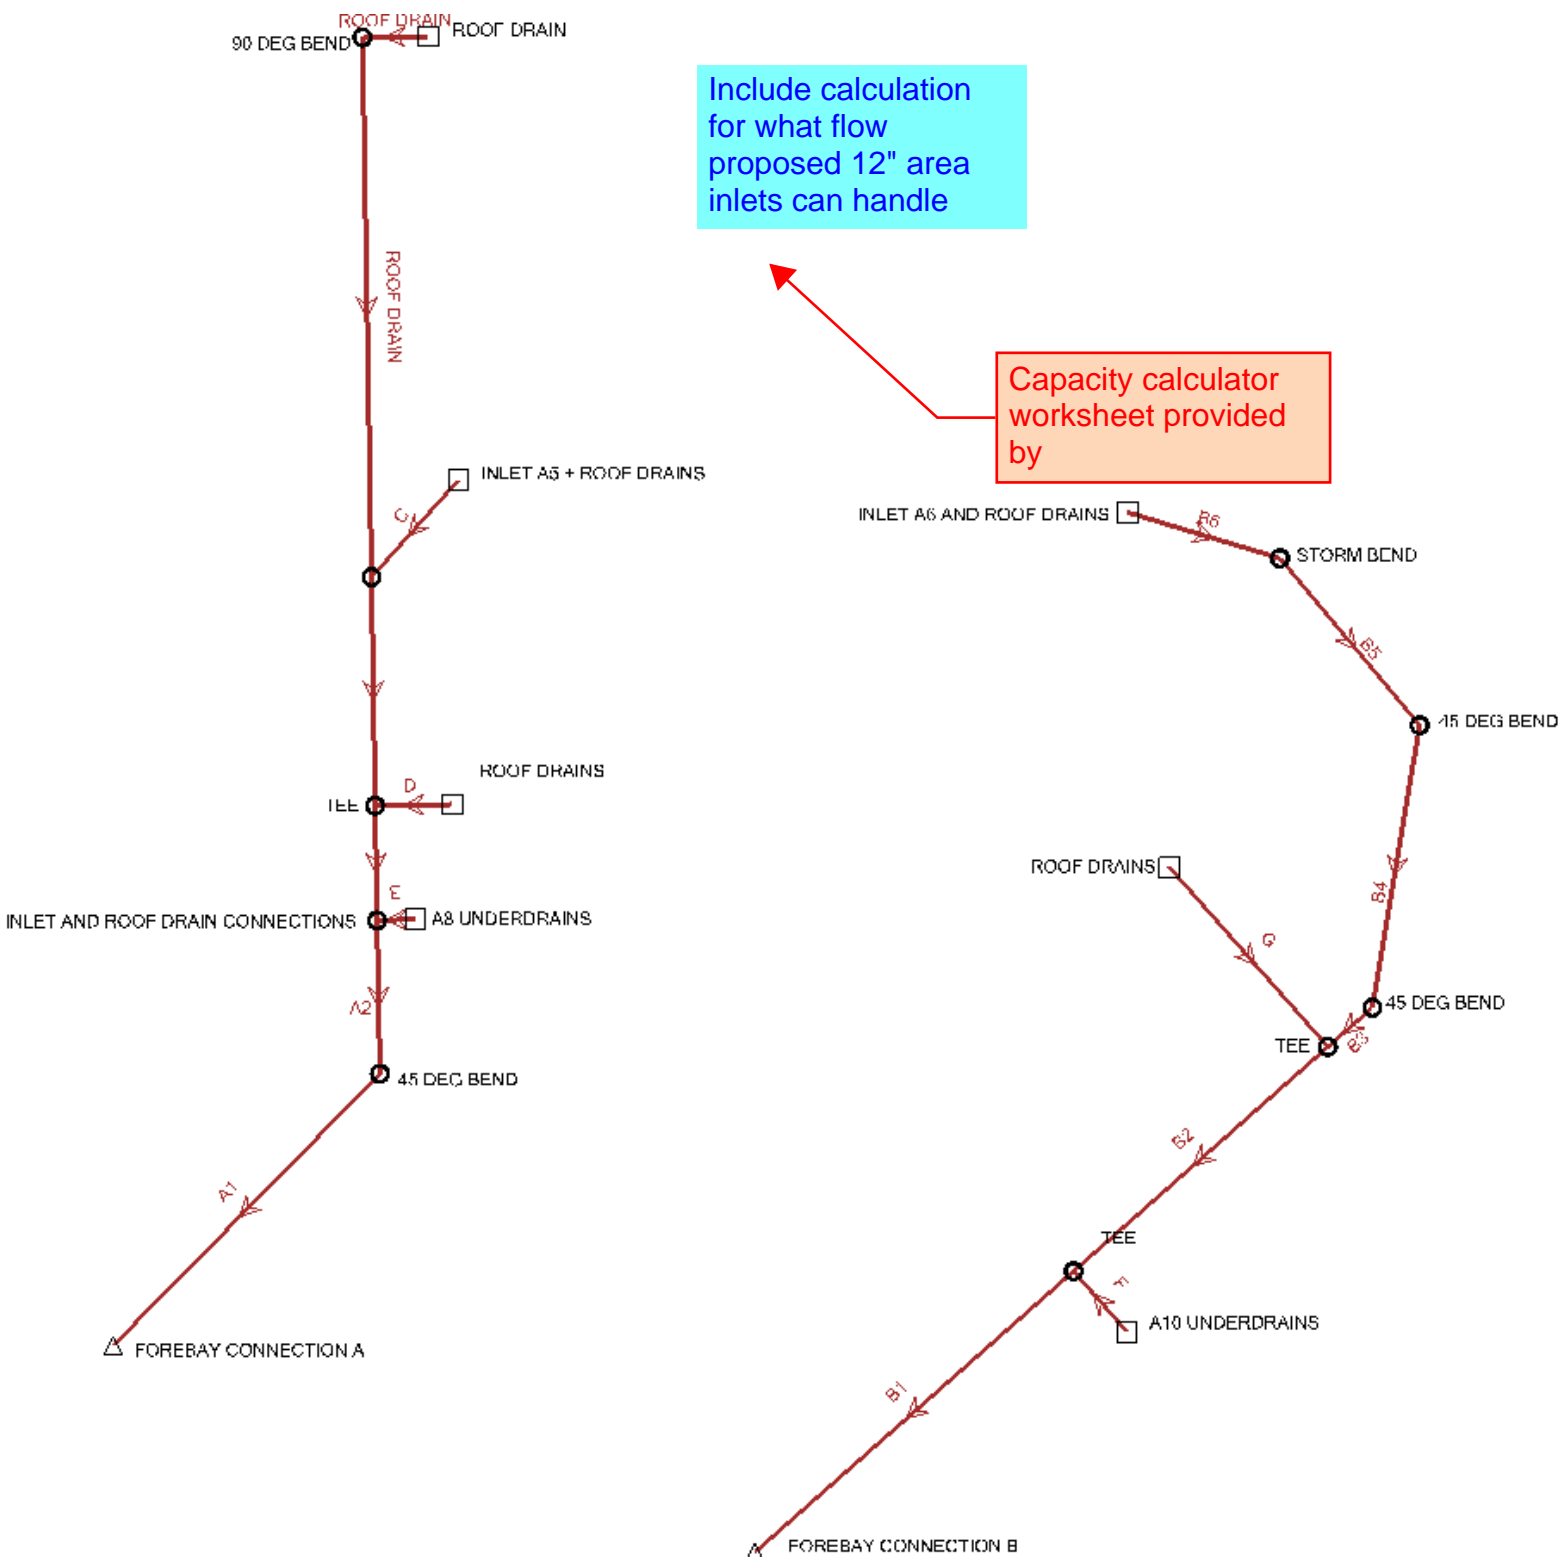 ROOF DRAIN
ROOF DRAIN
90 DEG BEND
Include calculation
for what flow
proposed 12" area
inlets can handle
ROOF DRAIN
Capacity calculator
worksheet provided
by
INLET A5 + ROOF DRAINS
C
INLET A6 AND ROOF DRAINS
B6
STORM BEND
B5
45 DEG BEND
ROOF DRAINS
D
TEE
ROOF DRAINS
B4
E
INLET AND ROOF DRAIN CONNECTIONS
A8 UNDERDRAINS
G
A2
45 DEG BEND
TEE
B3
45 DEG BEND
B2
A1
TEE
F
A10 UNDERDRAINS
FOREBAY CONNECTION A
B1
FOREBAY CONNECTION B